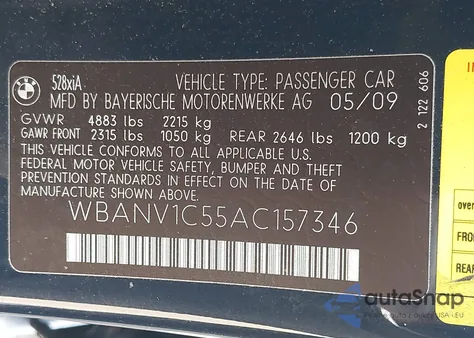 528xiA
VEHICLE TYPE: PASSENGER CAR
MFD BY BAYERISCHE MOTORENWERKE AG 05/09
GVWR 4883 lbs 2215 kg
GAWR FRONT 2315 lbs 1050 kg REAR 2646 lbs 1200 kg
THIS VEHICLE CONFORMS TO ALL APPLICABLE
FEDERAL MOTOR VEHICLE SAFETY, BUMPER AND THEFT
PREVENTION STANDARDS IN EFFECT ON THE DATE OF
MANUFACTURE SHOWN ABOVE.
WBANV1C55AC157346
2 122 606
over
FRON
REAR
autoSnap